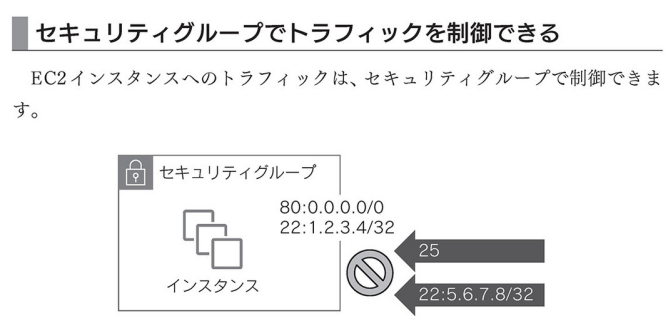 セキュリティグループでトラフィックを制御できる
EC2インスタンスへのトラフィックは、セキュリティグループで制御できま
す。
セキュリティグループ
80:0.0.0.0/0
22:1.2.3.4/32
25
インスタンス
22:5.6.7.8/32